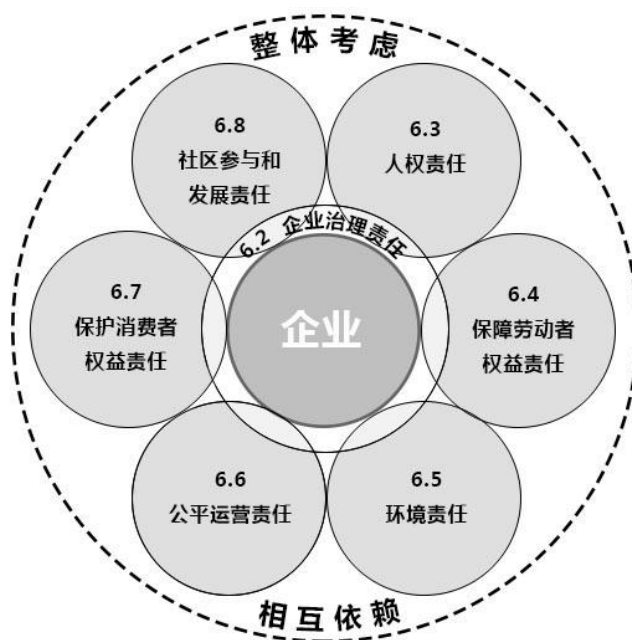 整体考虑
6.8
社区参与和
发展责任
6.3
人权责任
6.2 企业治理责任
6.7
保护消费者
权益责任
企业
6.4
保障劳动者
权益责任
6.6
公平运营责任
6.5
环境责任
相互依赖